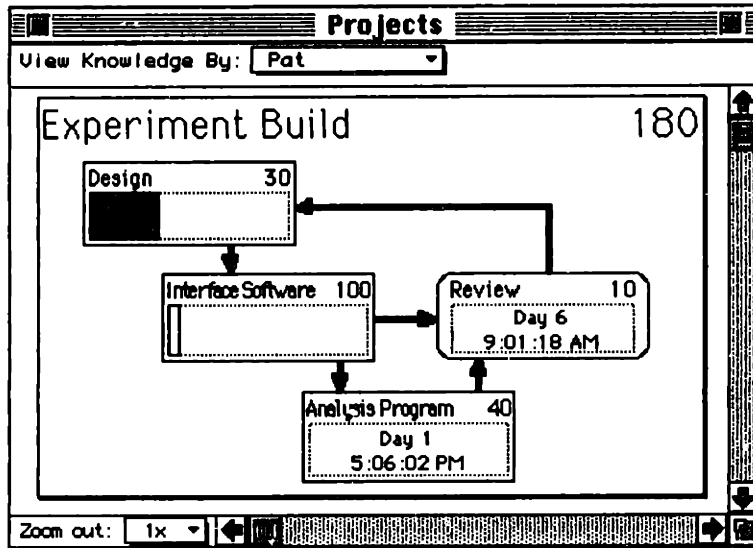 Projects
View Knowledge By: Pat
Experiment Build 180
Design 30
Interface Software 100
Review 10
Day 6
9:01:18 AM
Analysis Program 40
Day 1
5:06:02 PM
Zoom out: 1x